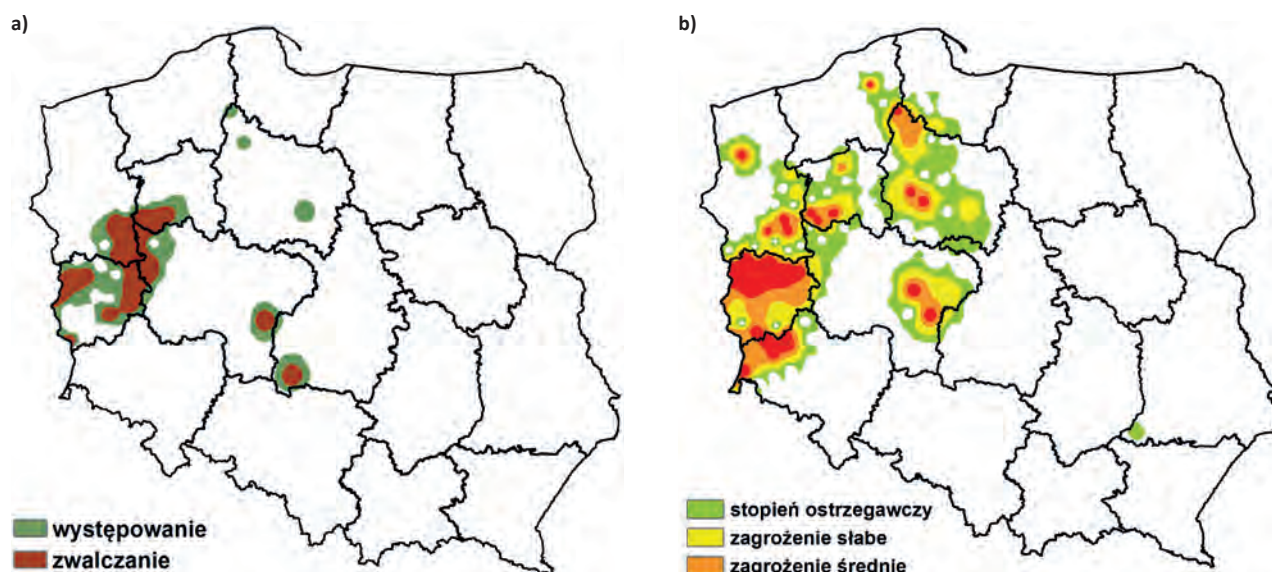 a)
b)
występowanie
zwalczanie
stopień ostrzegawczy
zagrożenie słabe
zagrożenie średnie